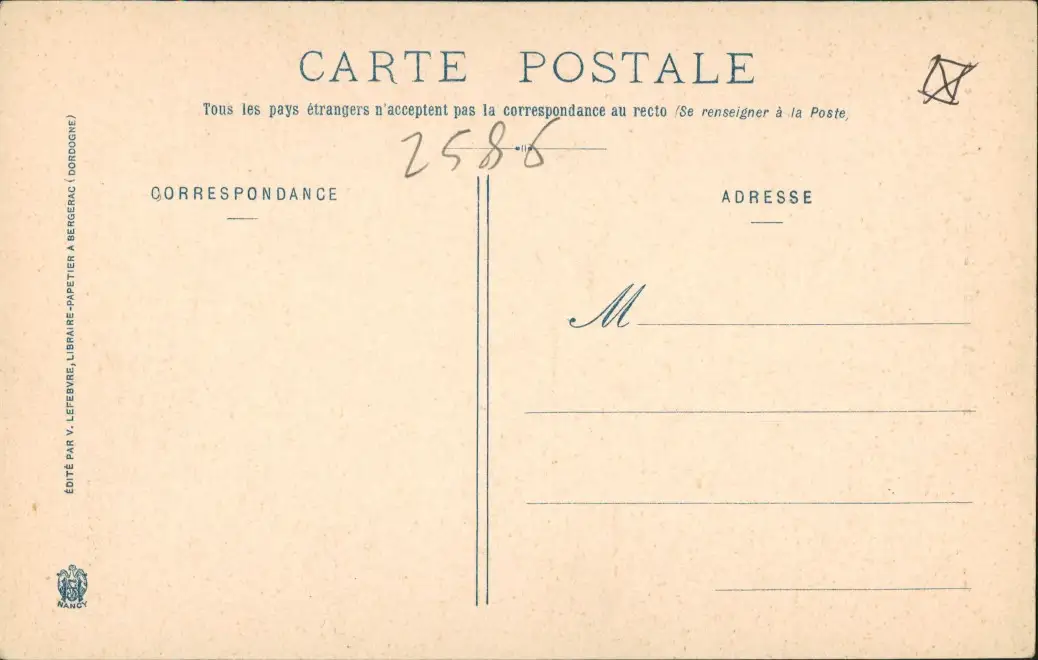 CARTE POSTALE
Tous les pays étrangers n'acceptent pas la correspondance au recto (Se renseigner à la Poste)
2586
CORRESPONDANCE
ADRESSE
M
ÉDITÉ PAR V. LEFEBVRE, LIBRAIRE-PAPETIER A BERGERAC (DORDOGNE)
NANCY